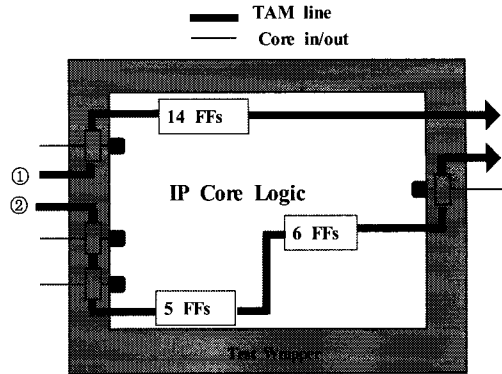 TAM line
Core in/out
14 FFs
①
IP Core Logic
②
6 FFs
5 FFs
Test Wrapper